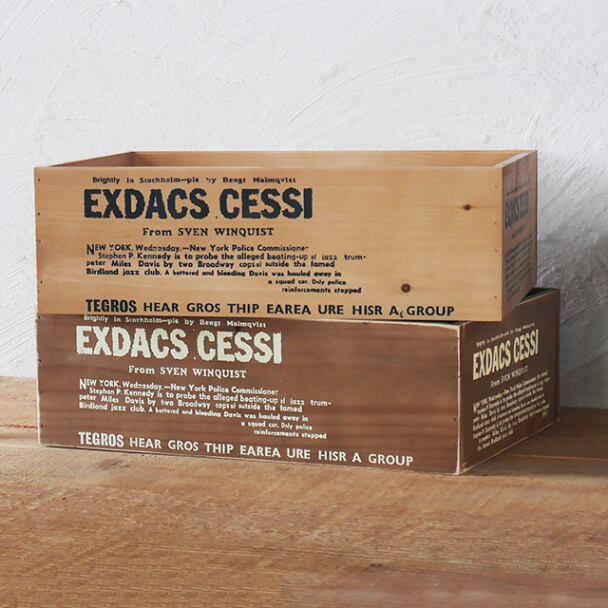 Brightly in Stockholm—pic by Bengt Malmqvist
EXDACS CESSI
From SVEN WINQUIST
NEW YORK, Wednesday.—New York Police Commissioner
Stephen P. Kennedy is to probe the alleged beating-up of jazz trum-
peter Miles Davis by two Broadway cops outside the famed
Birdland jazz club. A battered and bleeding Davis was hauled away in
a squad car. Only police
reinforcements stopped
TEGROS HEAR GROS THIP EAREA URE HISR A GROUP
Brightly in Stockholm—pic by Bengt Malmqvist
EXDACS CESSI
From SVEN WINQUIST
NEW YORK, Wednesday.—New York Police Commissioner
Stephen P. Kennedy is to probe the alleged beating-up of jazz trum-
peter Miles Davis by two Broadway cops outside the famed
Birdland jazz club. A battered and bleeding Davis was hauled away in
a squad car. Only police
reinforcements stopped
TEGROS HEAR GROS THIP EAREA URE HISR A GROUP
EXDACS CESSI
From SVEN WINQUIST